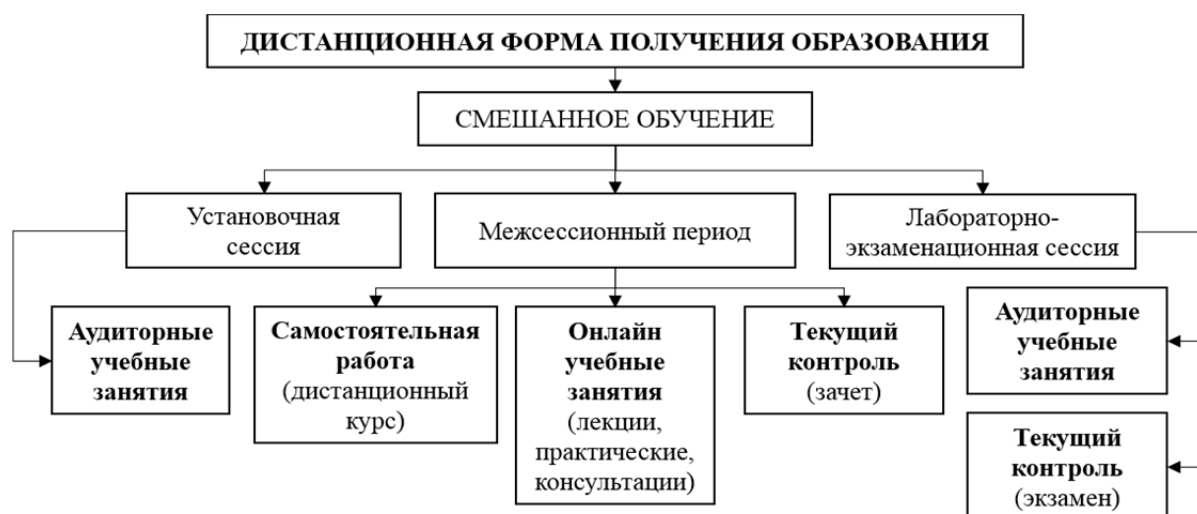 ДИСТАНЦИОННАЯ ФОРМА ПОЛУЧЕНИЯ ОБРАЗОВАНИЯ
СМЕШАННОЕ ОБУЧЕНИЕ
Установочная
сессия
Межсессионный период
Лабораторно-
экзаменационная сессия
Аудиторные
учебные
занятия
Самостоятельная
работа
(дистанционный
курс)
Онлайн
учебные
занятия
(лекции,
практические,
консультации)
Текущий
контроль
(зачет)
Аудиторные
учебные
занятия
Текущий
контроль
(экзамен)